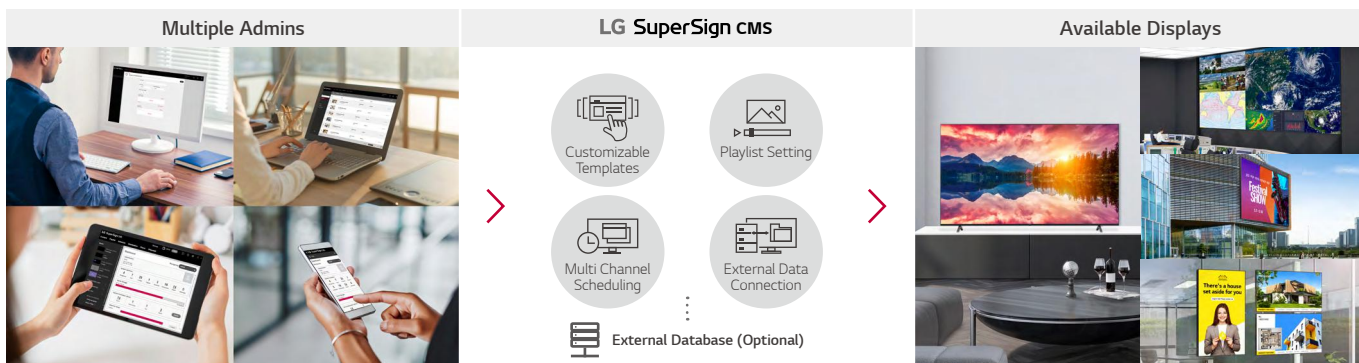 Multiple Admins
LG SuperSign CMS
Available Displays
Customizable
Templates
Playlist Setting
Multi Channel
Scheduling
External Data
Connection
External Database (Optional)
Festival
SHOW
There's a house
set aside for you